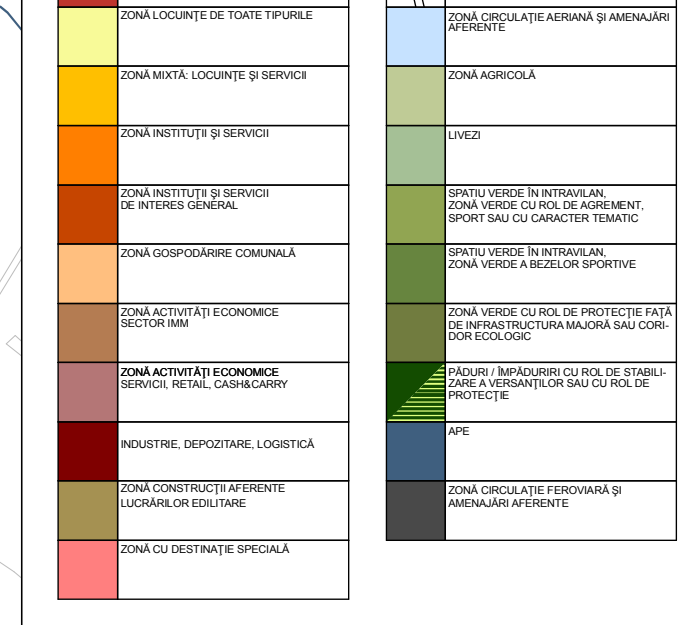 ZONĂ LOCUINŢE DE TOATE TIPURILE
ZONĂ MIXTĂ: LOCUINŢE ŞI SERVICII
ZONĂ INSTITUŢII ŞI SERVICII
ZONĂ INSTITUŢII ŞI SERVICII
DE INTERES GENERAL
ZONĂ GOSPODĂRIRE COMUNALĂ
ZONĂ ACTIVITĂŢI ECONOMICE
SECTOR IMM
ZONĂ ACTIVITĂŢI ECONOMICE
SERVICII, RETAIL, CASH&CARRY
INDUSTRIE, DEPOZITARE, LOGISTICĂ
ZONĂ CONSTRUCŢII AFERENTE
LUCRĂRILOR EDILITARE
ZONĂ CU DESTINAŢIE SPECIALĂ
ZONĂ CIRCULAŢIE AERIANĂ ŞI AMENAJĂRI
AFERENTE
ZONĂ AGRICOLĂ
LIVEZI
SPATIU VERDE ÎN INTRAVILAN,
ZONĂ VERDE CU ROL DE AGREMENT,
SPORT SAU CU CARACTER TEMATIC
SPATIU VERDE ÎN INTRAVILAN,
ZONĂ VERDE A BEZELOR SPORTIVE
ZONĂ VERDE CU ROL DE PROTECŢIE FAŢĂ
DE INFRASTRUCTURA MAJORĂ SAU CORI-
DOR ECOLOGIC
PĂDURI / ÎMPĂDURIRI CU ROL DE STABILI-
ZARE A VERSANŢILOR SAU CU ROL DE
PROTECŢIE
APE
ZONĂ CIRCULAŢIE FEROVIARĂ ŞI
AMENAJĂRI AFERENTE